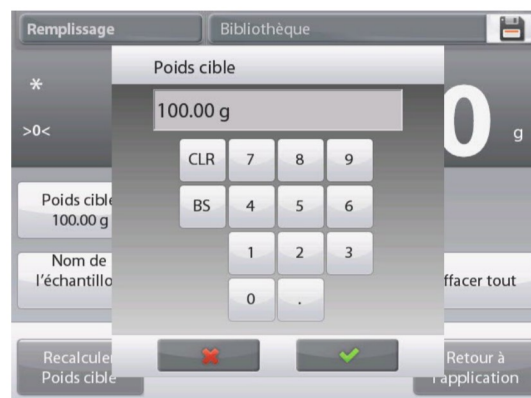 Remplissage
Bibliothèque
Poids cible
100.00 g
*
>0<
0 g
CLR 7 8 9
BS 4 5 6
1 2 3
0 .
Poids cible
100.00 g
Nom de
l'échantillo
ffacer tout
Recalculer
Poids cible
Retour à
l'application